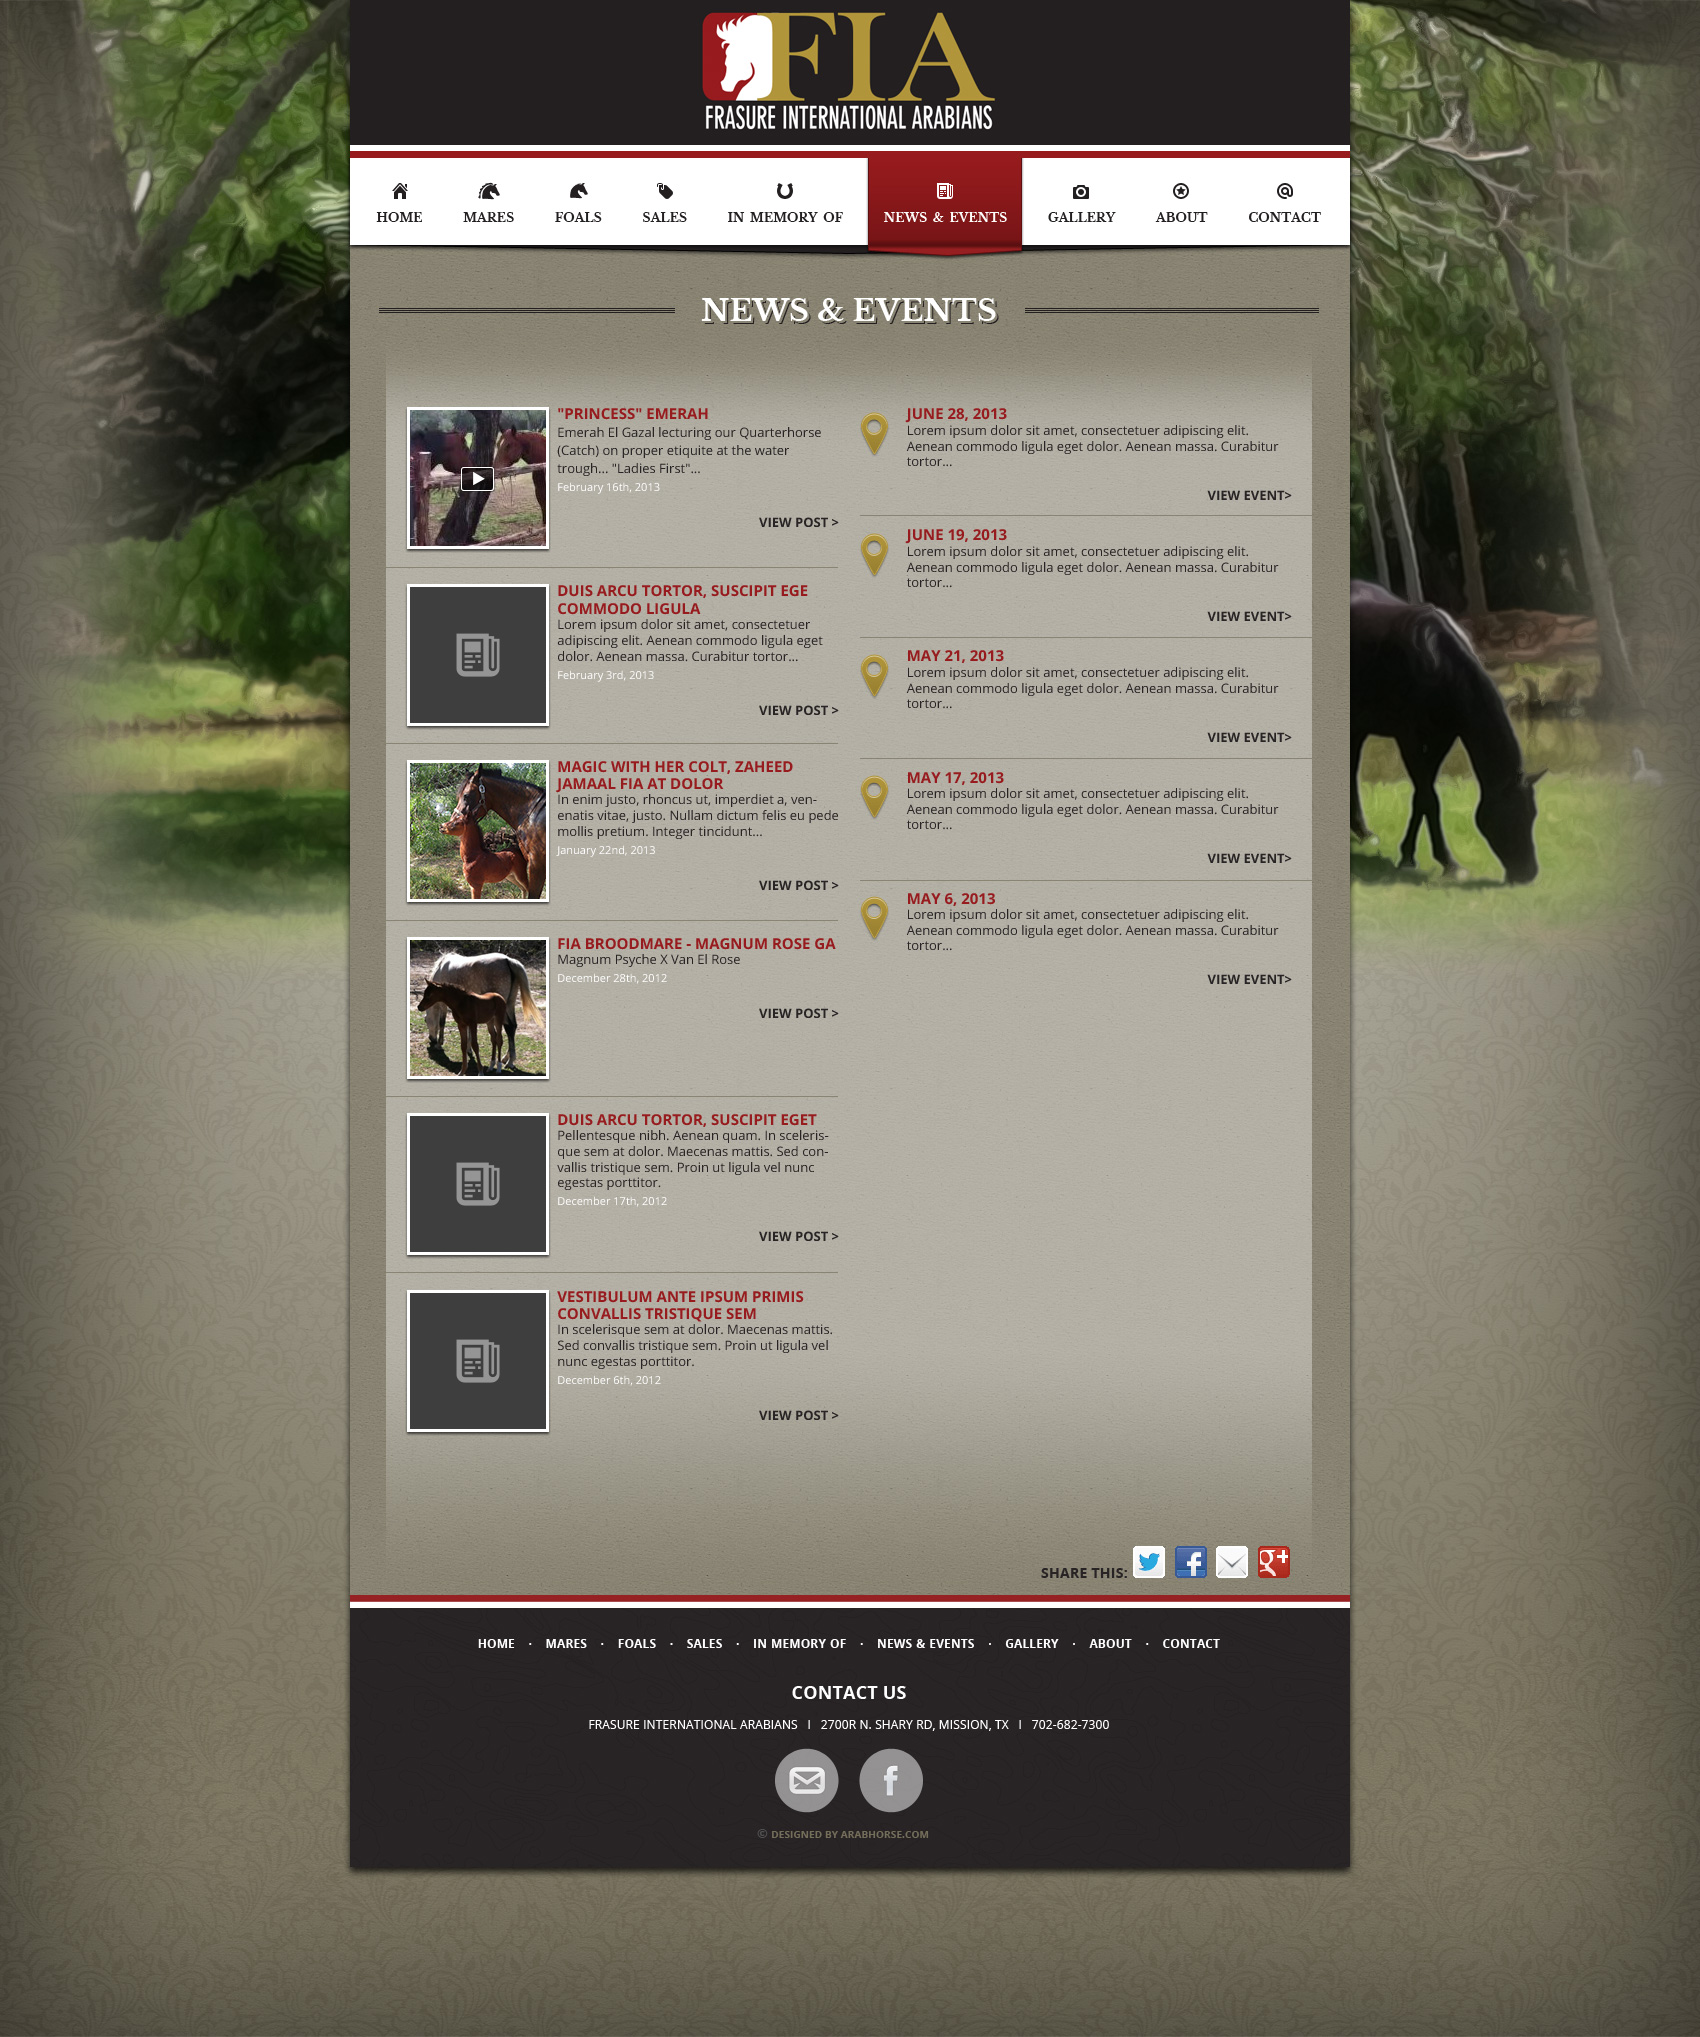 FIA
FRASURE INTERNATIONAL ARABIANS
HOME
MARES
FOALS
SALES
IN MEMORY OF
NEWS & EVENTS
GALLERY
ABOUT
CONTACT
NEWS & EVENTS
"PRINCESS" EMERAH
Emerah El Gazal lecturing our Quarterhorse
(Catch) on proper etiquite at the water
trough... "Ladies First"...
February 16th, 2013
VIEW POST >
DUIS ARCU TORTOR, SUSCIPIT EGE
COMMODO LIGULA
Lorem ipsum dolor sit amet, consectetuer
adipiscing elit. Aenean commodo ligula eget
dolor. Aenean massa. Curabitur tortor...
February 3rd, 2013
VIEW POST >
MAGIC WITH HER COLT, ZAHEED
JAMAAL FIA AT DOLOR
In enim justo, rhoncus ut, imperdiet a, ven-
enatis vitae, justo. Nullam dictum felis eu pede
mollis pretium. Integer tincidunt...
January 22nd, 2013
VIEW POST >
FIA BROODMARE - MAGNUM ROSE GA
Magnum Psyche X Van El Rose
December 28th, 2012
VIEW POST >
DUIS ARCU TORTOR, SUSCIPIT EGET
Pellentesque nibh. Aenean quam. In sceleris-
que sem at dolor. Maecenas mattis. Sed con-
vallis tristique sem. Proin ut ligula vel nunc
egestas porttitor.
December 17th, 2012
VIEW POST >
VESTIBULUM ANTE IPSUM PRIMIS
CONVALLIS TRISTIQUE SEM
In scelerisque sem at dolor. Maecenas mattis.
Sed convallis tristique sem. Proin ut ligula vel
nunc egestas porttitor.
December 6th, 2012
VIEW POST >
JUNE 28, 2013
Lorem ipsum dolor sit amet, consectetuer adipiscing elit.
Aenean commodo ligula eget dolor. Aenean massa. Curabitur
tortor...
VIEW EVENT>
JUNE 19, 2013
Lorem ipsum dolor sit amet, consectetuer adipiscing elit.
Aenean commodo ligula eget dolor. Aenean massa. Curabitur
tortor...
VIEW EVENT>
MAY 21, 2013
Lorem ipsum dolor sit amet, consectetuer adipiscing elit.
Aenean commodo ligula eget dolor. Aenean massa. Curabitur
tortor...
VIEW EVENT>
MAY 17, 2013
Lorem ipsum dolor sit amet, consectetuer adipiscing elit.
Aenean commodo ligula eget dolor. Aenean massa. Curabitur
tortor...
VIEW EVENT>
MAY 6, 2013
Lorem ipsum dolor sit amet, consectetuer adipiscing elit.
Aenean commodo ligula eget dolor. Aenean massa. Curabitur
tortor...
VIEW EVENT>
SHARE THIS:
HOME · MARES · FOALS · SALES · IN MEMORY OF · NEWS & EVENTS · GALLERY · ABOUT · CONTACT
CONTACT US
FRASURE INTERNATIONAL ARABIANS | 2700R N. SHARY RD, MISSION, TX | 702-682-7300
© DESIGNED BY ARABHORSE.COM